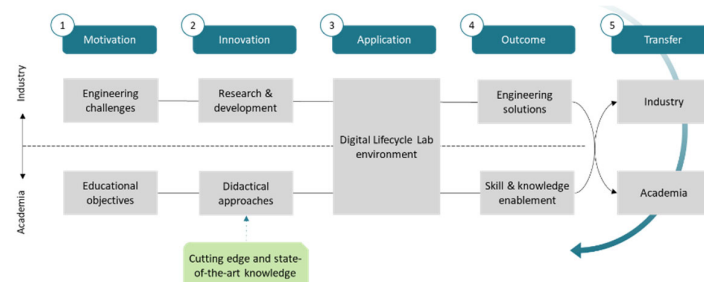 1
Motivation
2
Innovation
3
Application
4
Outcome
5
Transfer
Industry
Academia
Engineering
challenges
Research &
development
Digital Lifecycle Lab
environment
Engineering
solutions
Industry
Educational
objectives
Didactical
approaches
Skill & knowledge
enablement
Academia
Cutting edge and state-
of-the-art knowledge